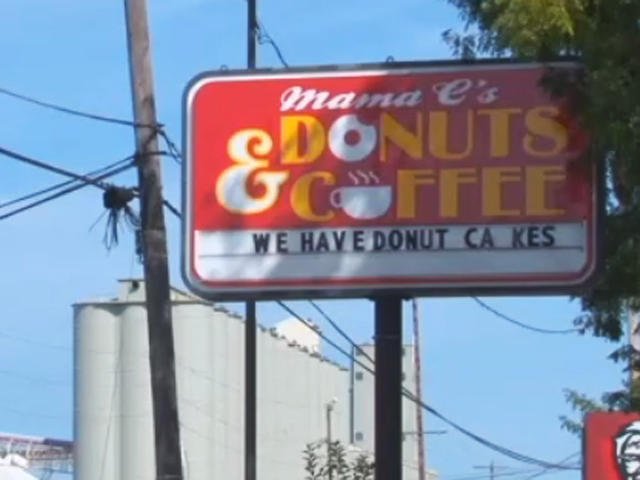 Mama C's
DONUTS
& COFFEE
WE HAVE DONUT CA KES